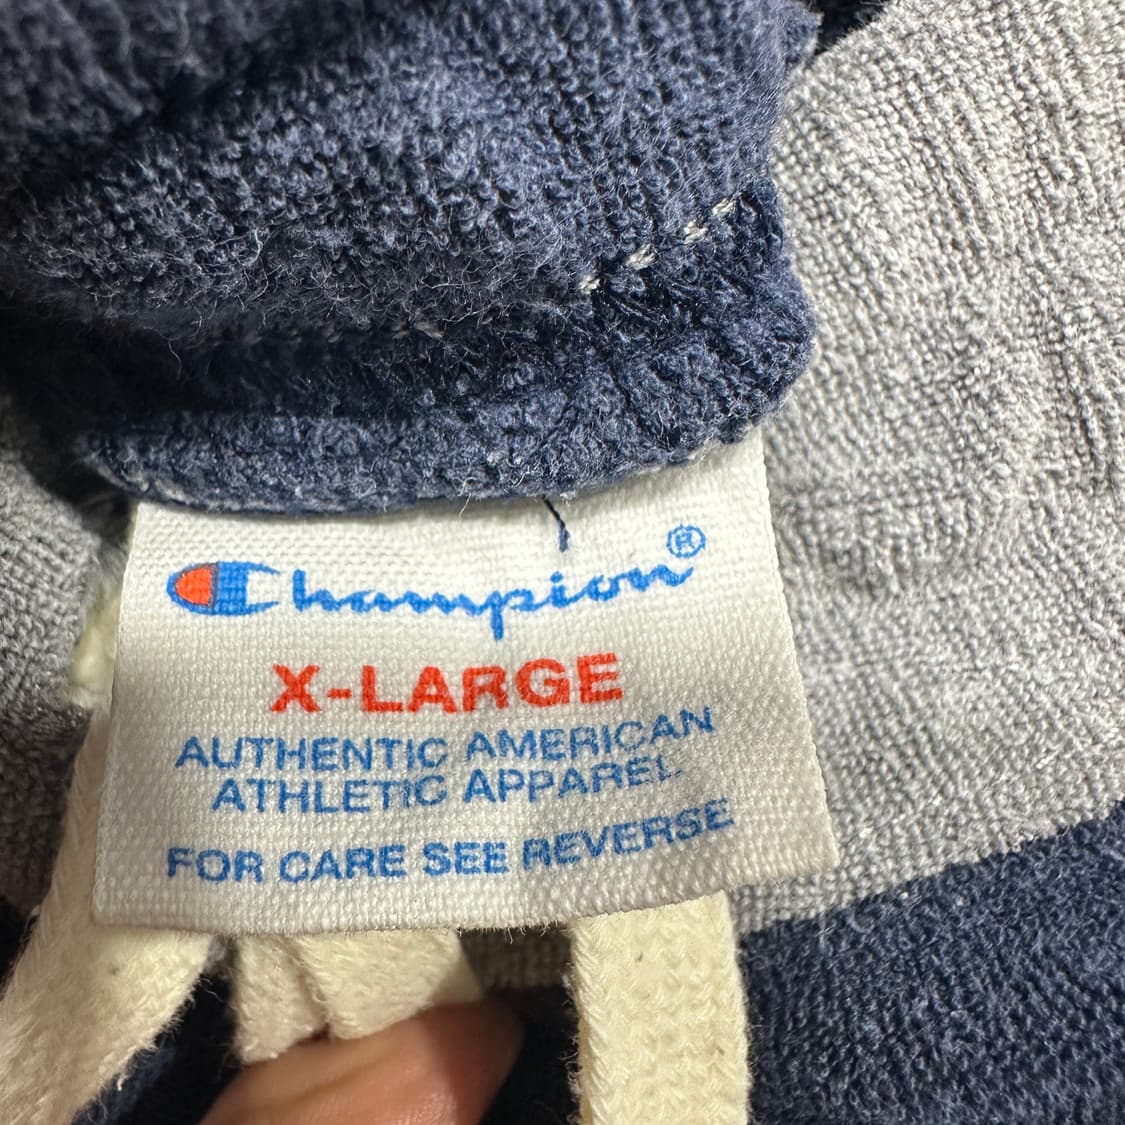 Champion®
X-LARGE
AUTHENTIC AMERICAN
ATHLETIC APPAREL
FOR CARE SEE REVERSE